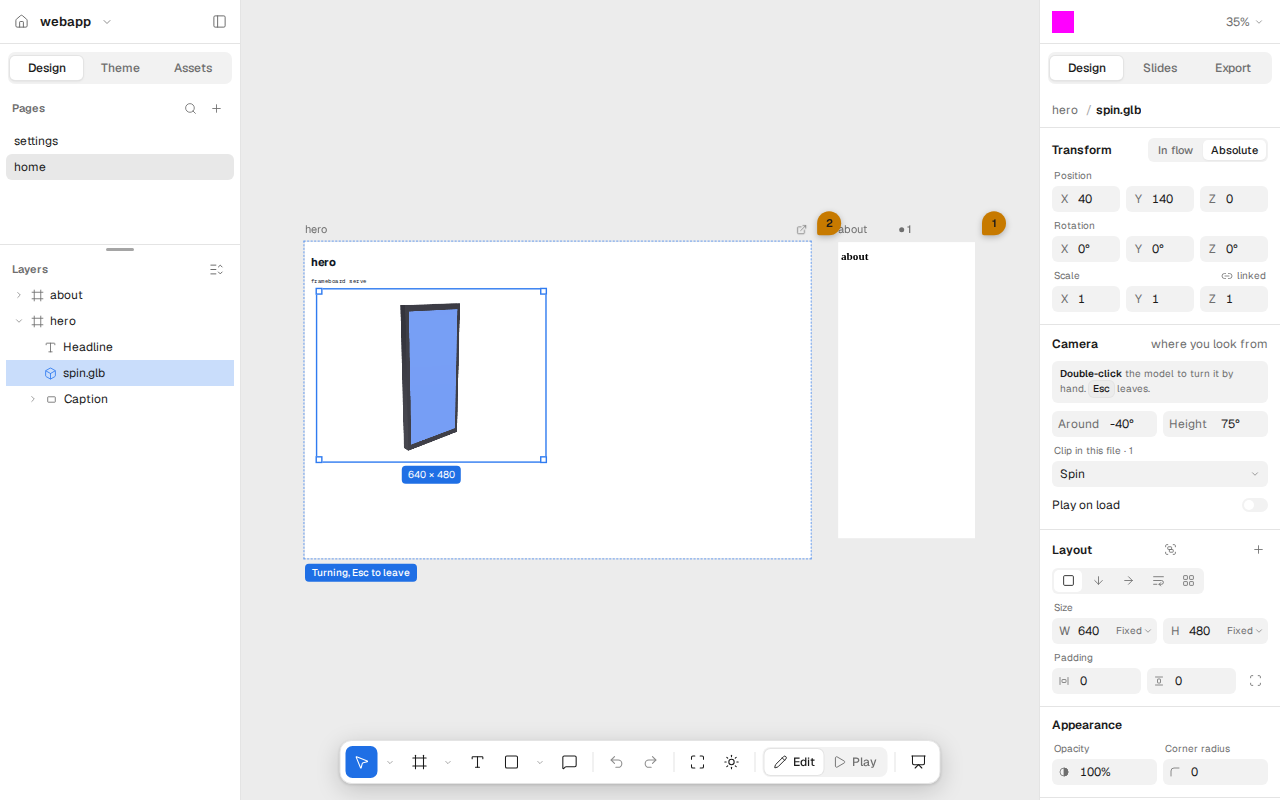 webapp
Design Theme Assets
Pages
settings
home
Layers
about
hero
Headline
spin.glb
Caption
hero
2
about
1
1
hero
frameboard serve
about
640 × 480
Turning, Esc to leave
Edit Play
35%
Design Slides Export
hero / spin.glb
Transform In flow Absolute
Position
X 40 Y 140 Z 0
Rotation
X 0° Y 0° Z 0°
Scale linked
X 1 Y 1 Z 1
Camera where you look from
Double-click the model to turn it by
hand. Esc leaves.
Around -40° Height 75°
Clip in this file · 1
Spin
Play on load
Layout
Size
W 640 Fixed H 480 Fixed
Padding
0 0
Appearance
Opacity Corner radius
100% 0